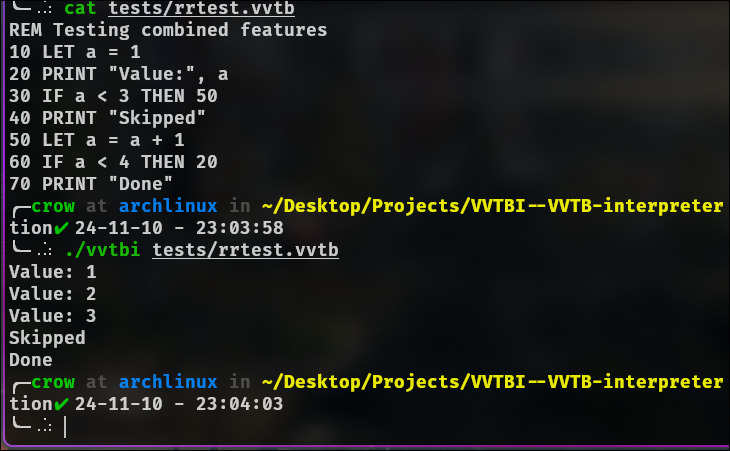 ╰─ .: cat tests/rrtest.vvtb
REM Testing combined features
10 LET a = 1
20 PRINT "Value:", a
30 IF a < 3 THEN 50
40 PRINT "Skipped"
50 LET a = a + 1
60 IF a < 4 THEN 20
70 PRINT "Done"
╭─crow at archlinux in ~/Desktop/Projects/VVTBI--VVTB-interpreter
tion✔ 24-11-10 - 23:03:58
╰─ .: ./vvtbi tests/rrtest.vvtb
Value: 1
Value: 2
Value: 3
Skipped
Done
╭─crow at archlinux in ~/Desktop/Projects/VVTBI--VVTB-interpreter
tion✔ 24-11-10 - 23:04:03
╰─ .: